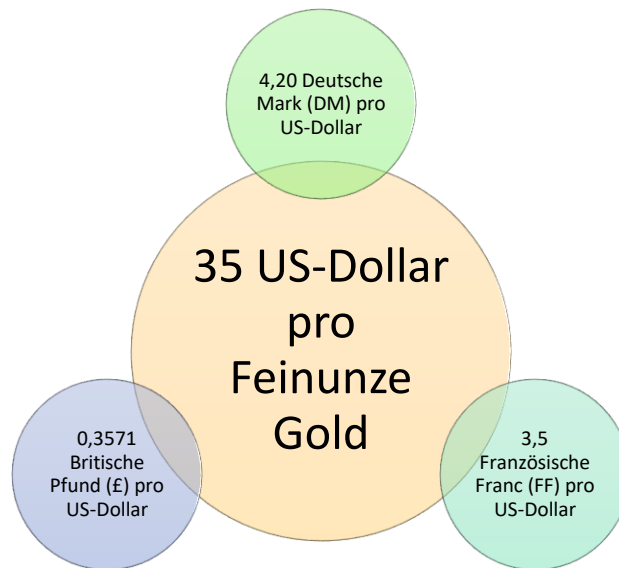 4,20 Deutsche
Mark (DM) pro
US-Dollar
35 US-Dollar
pro
Feinunze
Gold
0,3571
Britische
Pfund (£) pro
US-Dollar
3,5
Französische
Franc (FF) pro
US-Dollar